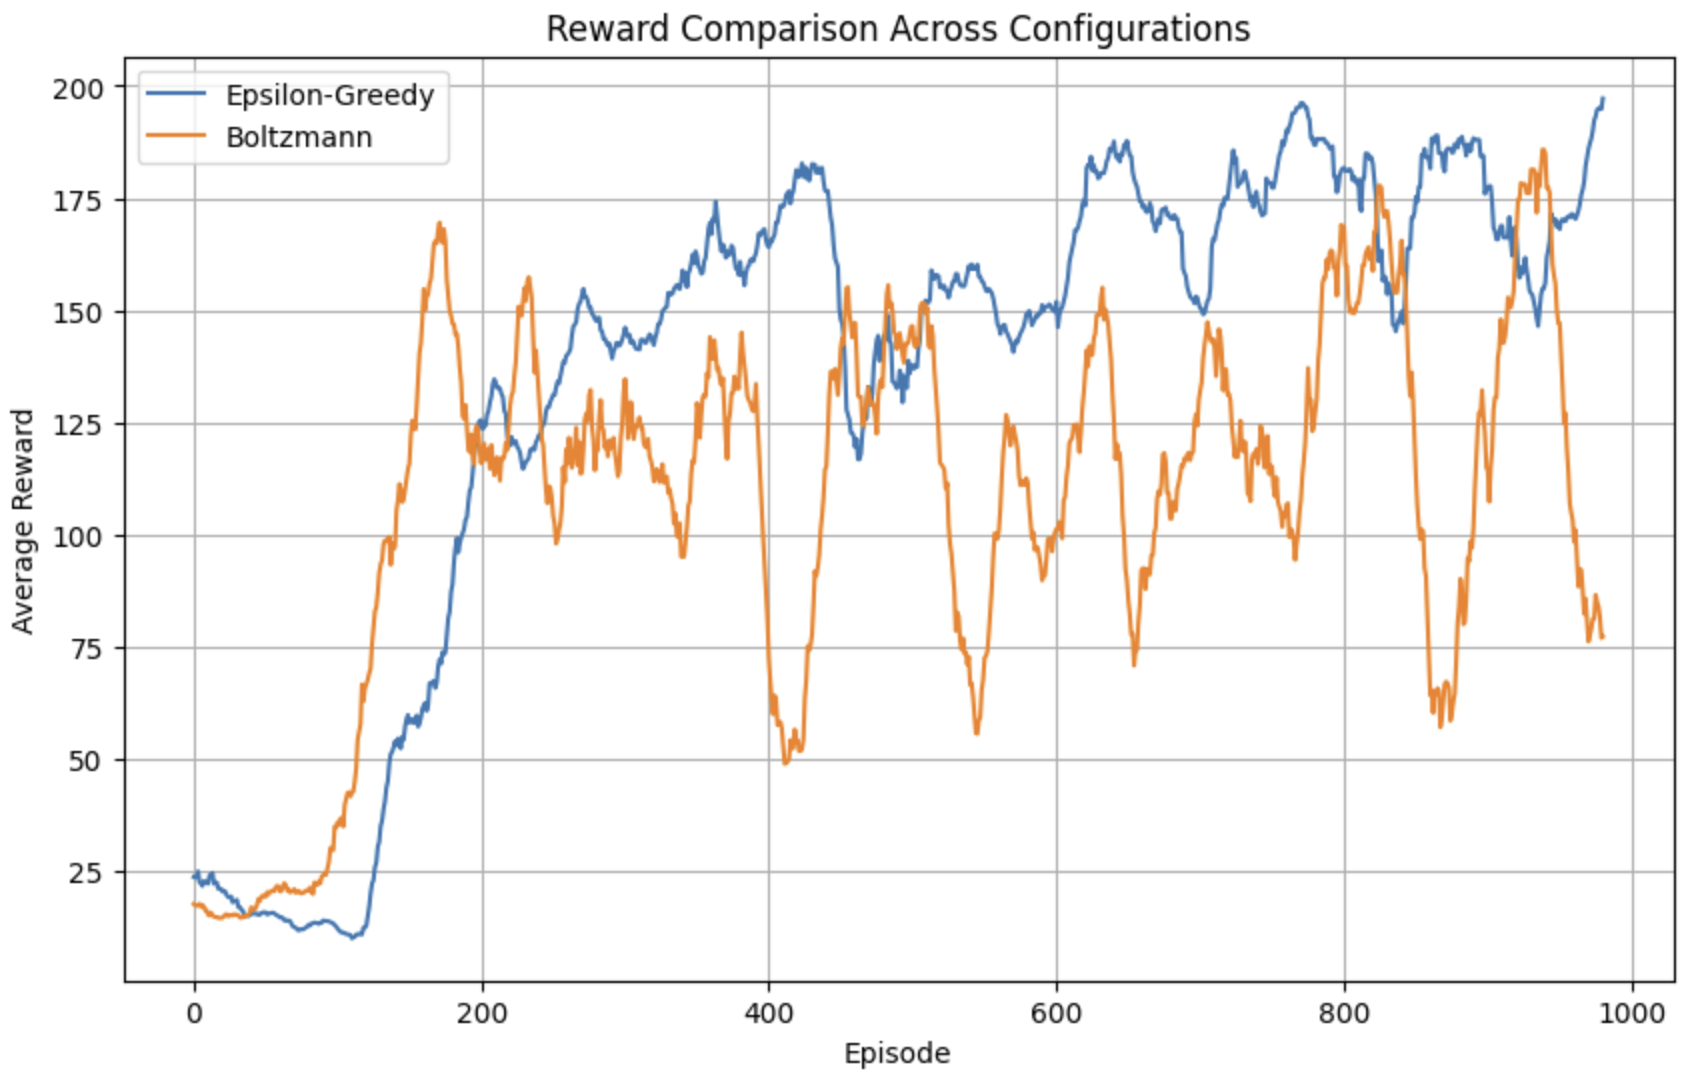 Reward Comparison Across Configurations
Epsilon-Greedy
Boltzmann
Average Reward
200
175
150
125
100
75
50
25
0 200 400 600 800 1000
Episode